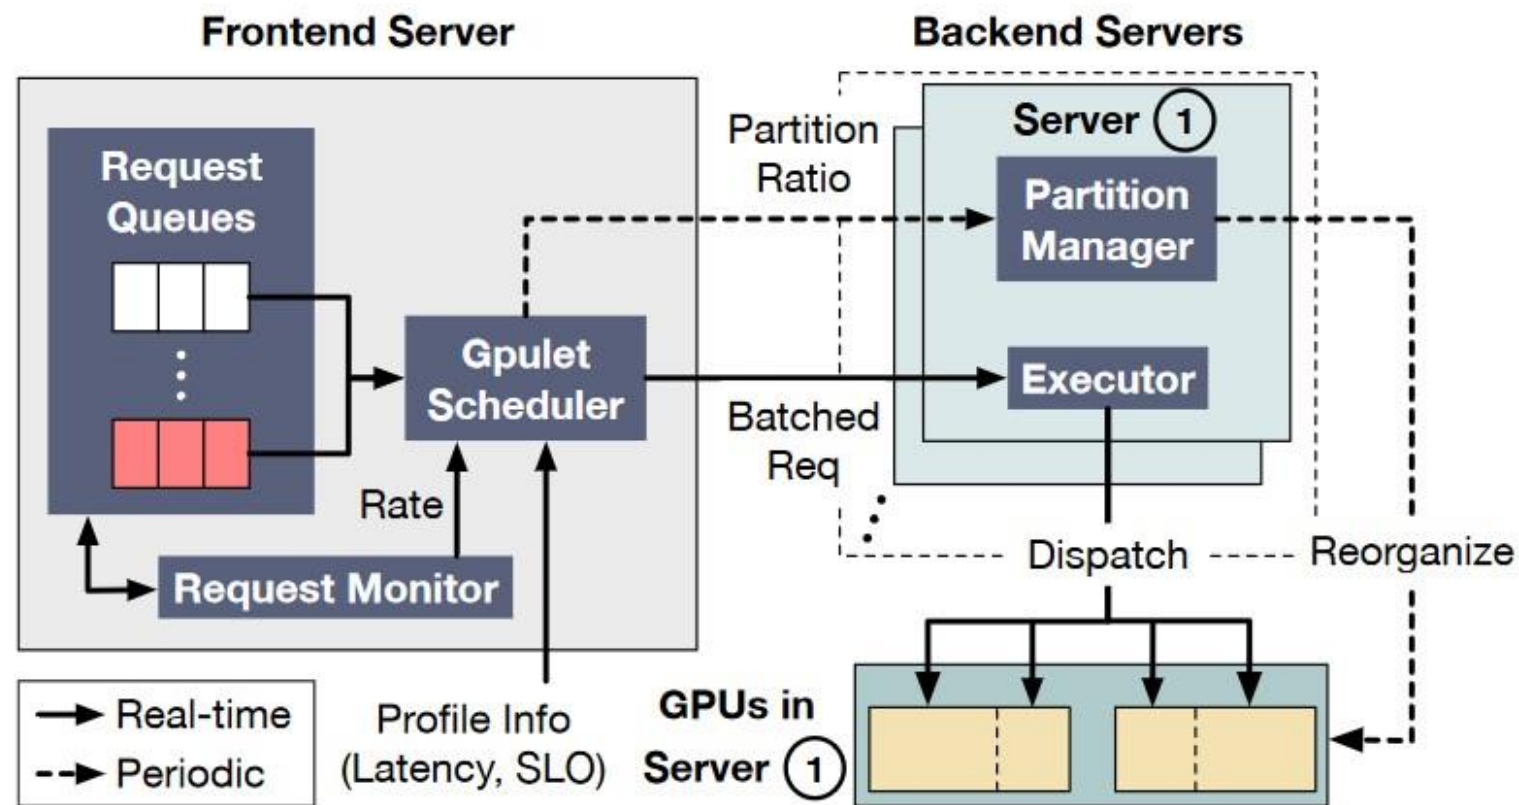 Frontend Server
Backend Servers
Request
Queues
Gpulet
Scheduler
Rate
Request Monitor
Partition
Ratio
Batched
Req
Server 1
Partition
Manager
Executor
Dispatch
Reorganize
Real-time
Periodic
Profile Info
(Latency, SLO)
GPUs in
Server 1